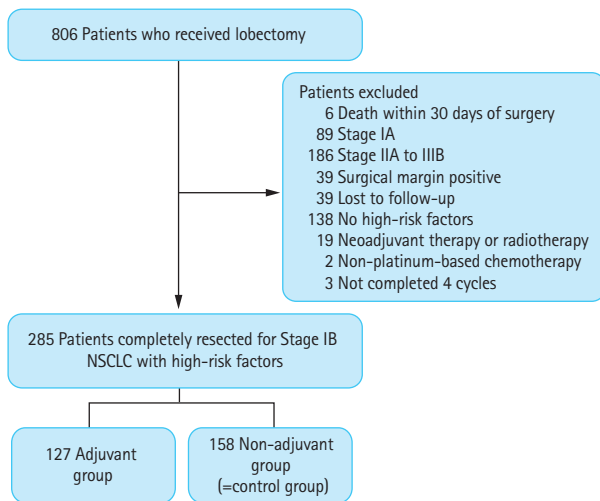 806 Patients who received lobectomy
Patients excluded
6 Death within 30 days of surgery
89 Stage IA
186 Stage IIA to IIIB
39 Surgical margin positive
39 Lost to follow-up
138 No high-risk factors
19 Neoadjuvant therapy or radiotherapy
2 Non-platinum-based chemotherapy
3 Not completed 4 cycles
285 Patients completely resected for Stage IB
NSCLC with high-risk factors
127 Adjuvant
group
158 Non-adjuvant
group
(=control group)